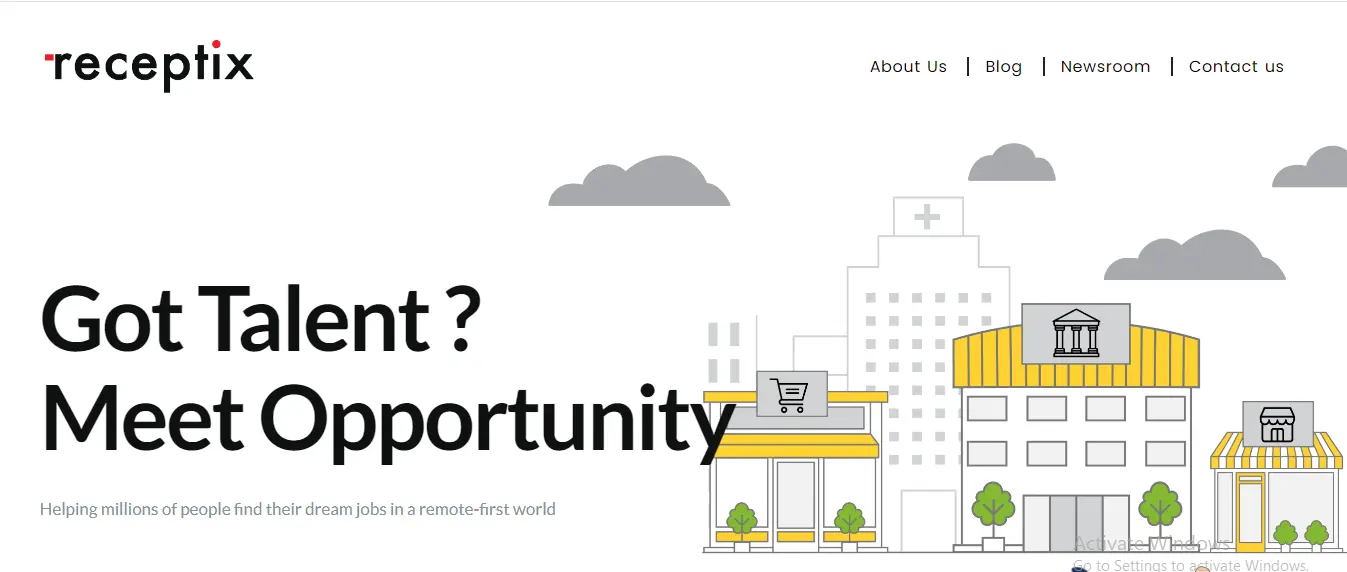 receptix
About Us
Blog
Newsroom
Contact us
Got Talent ?
Meet Opportunity
Helping millions of people find their dream jobs in a remote-first world
Activate Windows
Go to Settings to activate Windows.